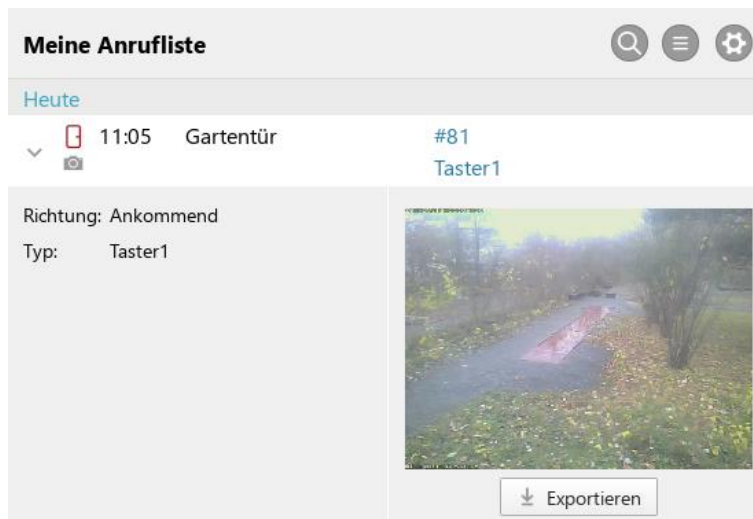 Meine Anrufliste
Heute
11:05 Gartentür #81
Taster1
Richtung: Ankommend
Typ: Taster1
Exportieren